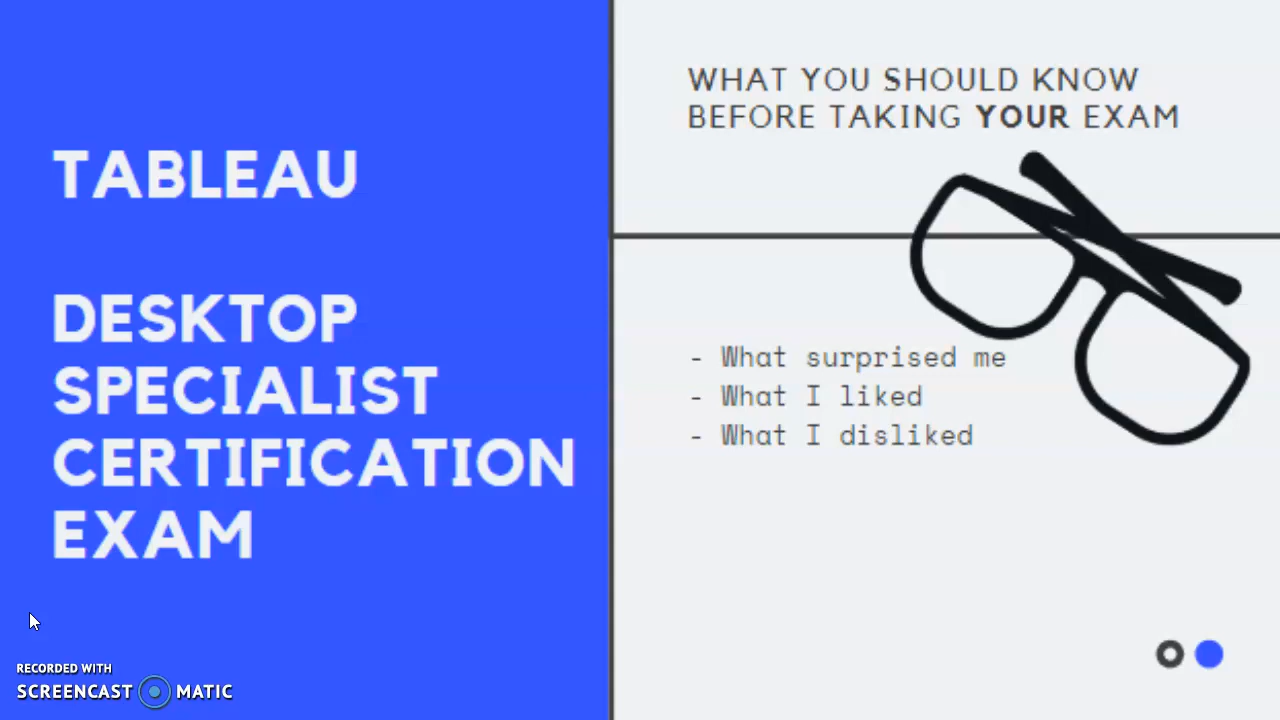 TABLEAU
DESKTOP
SPECIALIST
CERTIFICATION
EXAM
WHAT YOU SHOULD KNOW
BEFORE TAKING YOUR EXAM
- What surprised me
- What I liked
- What I disliked
RECORDED WITH
SCREENCAST MATIC